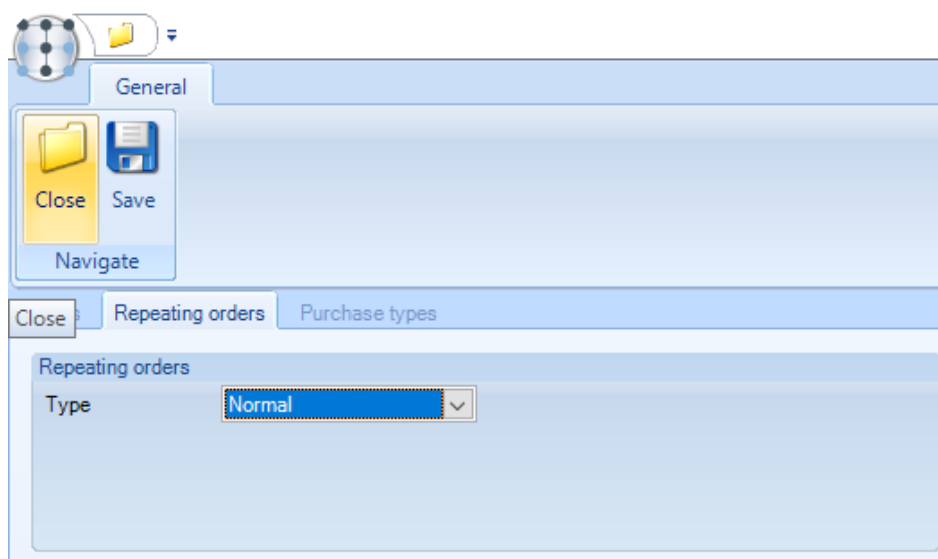 General
Close Save
Navigate
Close Repeating orders Purchase types
Repeating orders
Type Normal